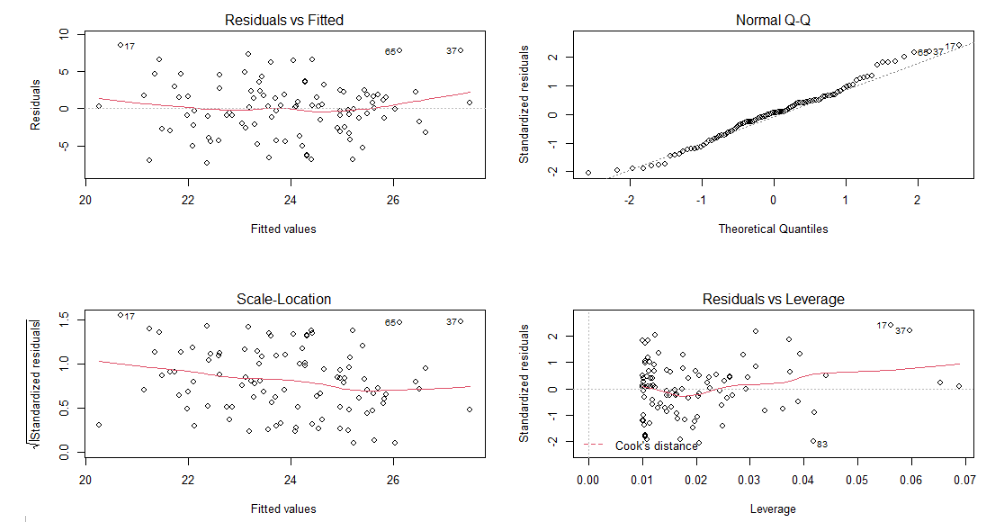 Residuals vs Fitted
Residuals
10
5
0
-5
17
65
37
20 22 24 26
Fitted values
Normal Q-Q
Standardized residuals
2
1
0
-1
-2
65 37 17
-2 -1 0 1 2
Theoretical Quantiles
Scale-Location
√|Standardized residuals|
1.5
1.0
0.5
0.0
17
65
37
20 22 24 26
Fitted values
Residuals vs Leverage
Standardized residuals
2
1
0
-1
-2
17
37
83
Cook's distance
0.00 0.01 0.02 0.03 0.04 0.05 0.06 0.07
Leverage